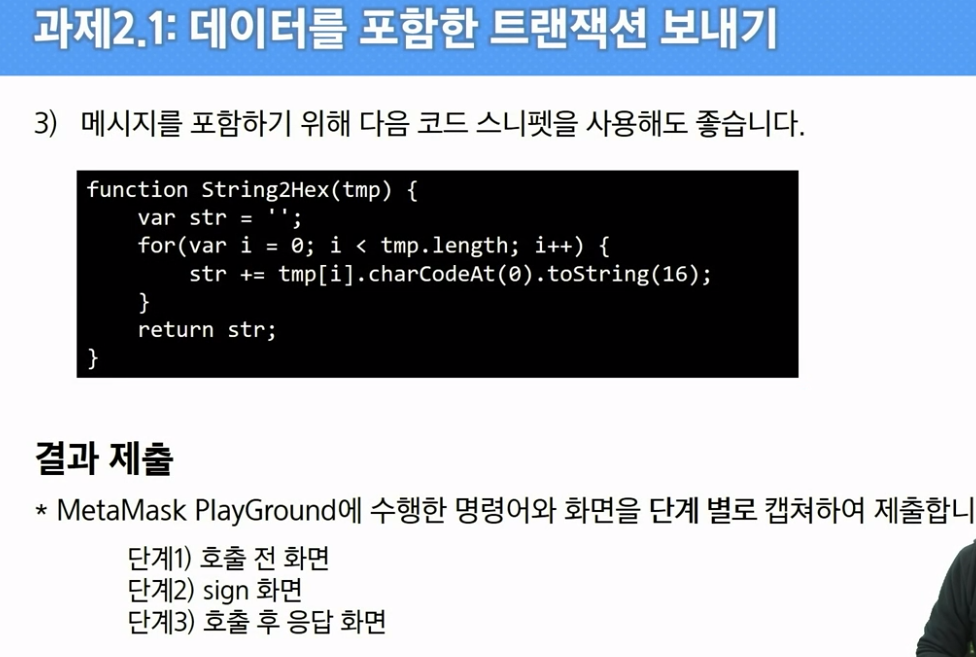 과제2.1: 데이터를 포함한 트랜잭션 보내기
3) 메시지를 포함하기 위해 다음 코드 스니펫을 사용해도 좋습니다.
function String2Hex(tmp) {
    var str = '';
    for(var i = 0; i < tmp.length; i++) {
        str += tmp[i].charCodeAt(0).toString(16);
    }
    return str;
}
결과 제출
* MetaMask PlayGround에 수행한 명령어와 화면을 단계 별로 캡쳐하여 제출합니
단계1) 호출 전 화면
단계2) sign 화면
단계3) 호출 후 응답 화면